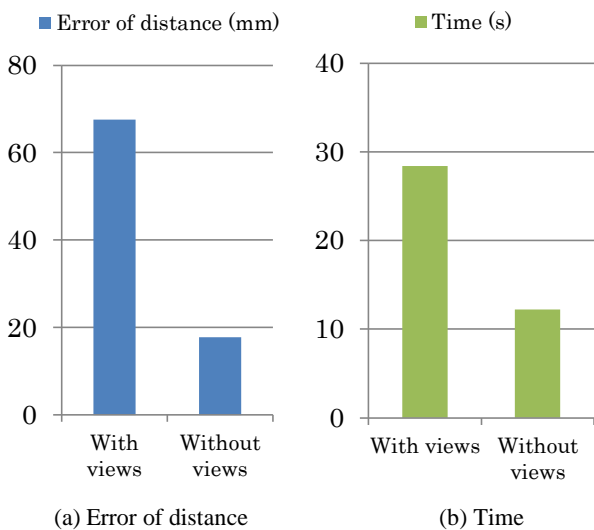 Error of distance (mm)
80
60
40
20
0
With
views
Without
views
(a) Error of distance
Time (s)
40
30
20
10
0
With views
Without
views
(b) Time